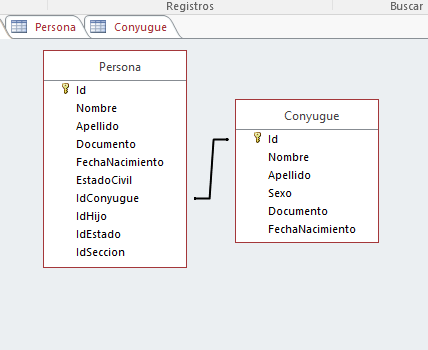 Registros
Buscar
Persona
Conyugue
Persona
Id
Nombre
Apellido
Documento
FechaNacimiento
EstadoCivil
IdConyugue
IdHijo
IdEstado
IdSeccion
Conyugue
Id
Nombre
Apellido
Sexo
Documento
FechaNacimiento